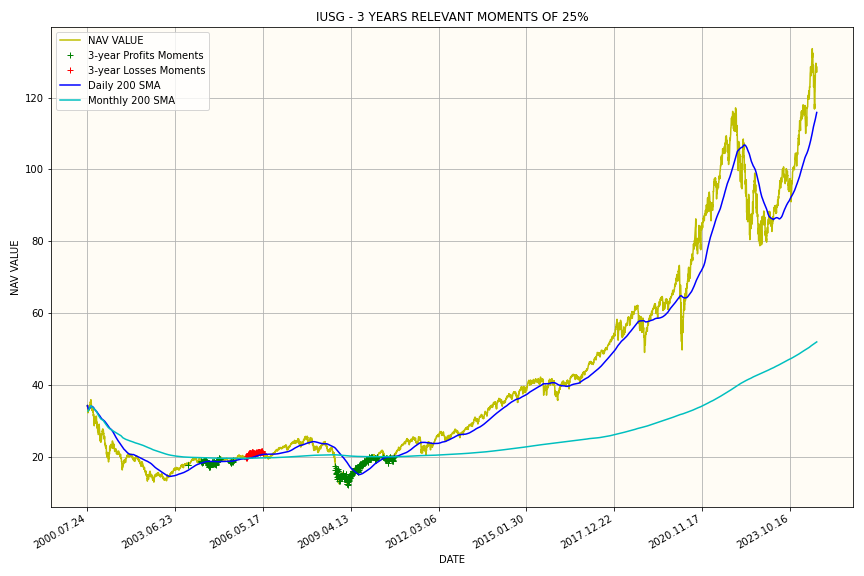 IUSG - 3 YEARS RELEVANT MOMENTS OF 25%
NAV VALUE
3-year Profits Moments
3-year Losses Moments
Daily 200 SMA
Monthly 200 SMA
120
100
80
60
40
20
NAV VALUE
2000.07.24
2003.06.23
2006.05.17
2009.04.13
2012.03.06
2015.01.30
2017.12.22
2020.11.17
2023.10.16
DATE